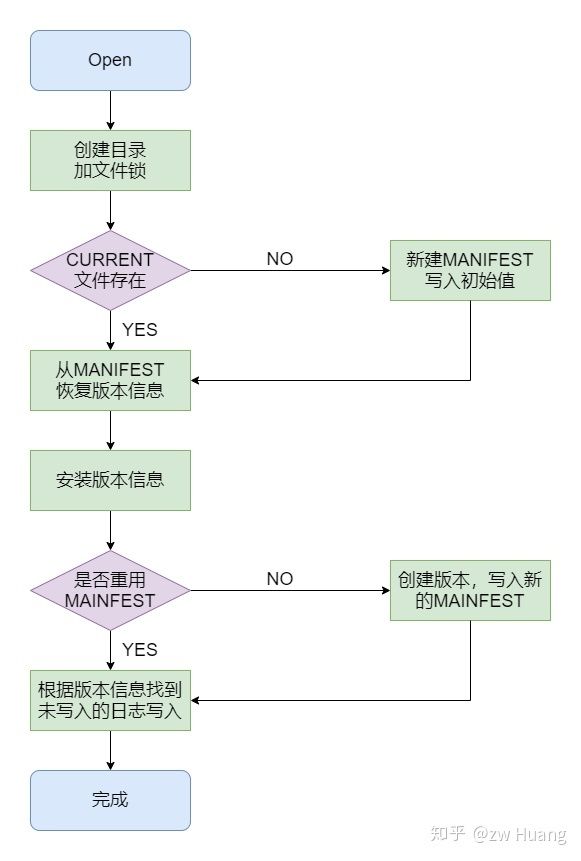 Open
创建目录
加文件锁
CURRENT
文件存在
NO
新建MANIFEST
写入初始值
YES
从MANIFEST
恢复版本信息
安装版本信息
是否重用
MAINFEST
NO
创建版本，写入新
的MAINFEST
YES
根据版本信息找到
未写入的日志写入
完成
知乎 @zw Huang